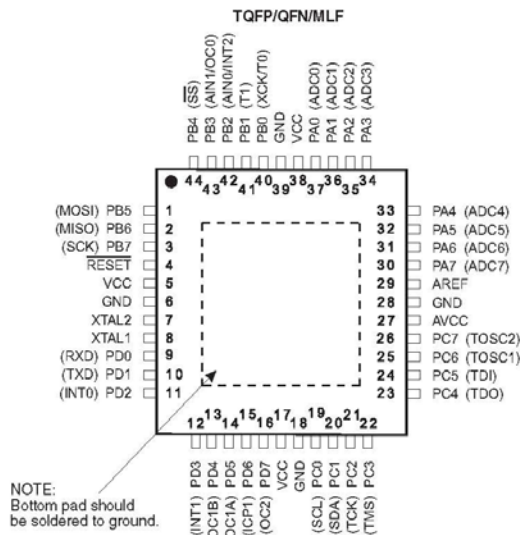 TQFP/QFN/MLF
PB4 (SS)
PB3 (AIN1/OC0)
PB2 (AIN0/INT2)
PB1 (T1)
PB0 (XCK/T0)
GND
VCC
PA0 (ADC0)
PA1 (ADC1)
PA2 (ADC2)
PA3 (ADC3)
44 43 42 41 40 39 38 37 36 35 34
(MOSI) PB5 1
(MISO) PB6 2
(SCK) PB7 3
RESET 4
VCC 5
GND 6
XTAL2 7
XTAL1 8
(RXD) PD0 9
(TXD) PD1 10
(INT0) PD2 11
33 PA4 (ADC4)
32 PA5 (ADC5)
31 PA6 (ADC6)
30 PA7 (ADC7)
29 AREF
28 GND
27 AVCC
26 PC7 (TOSC2)
25 PC6 (TOSC1)
24 PC5 (TDI)
23 PC4 (TDO)
12 13 14 15 16 17 18 19 20 21 22
(INT1) PD3
OC1B) PD4
OC1A) PD5
(ICP1) PD6
(OC2) PD7
VCC
GND
(SCL) PC0
(SDA) PC1
(TCK) PC2
(TMS) PC3
NOTE:
Bottom pad should
be soldered to ground.